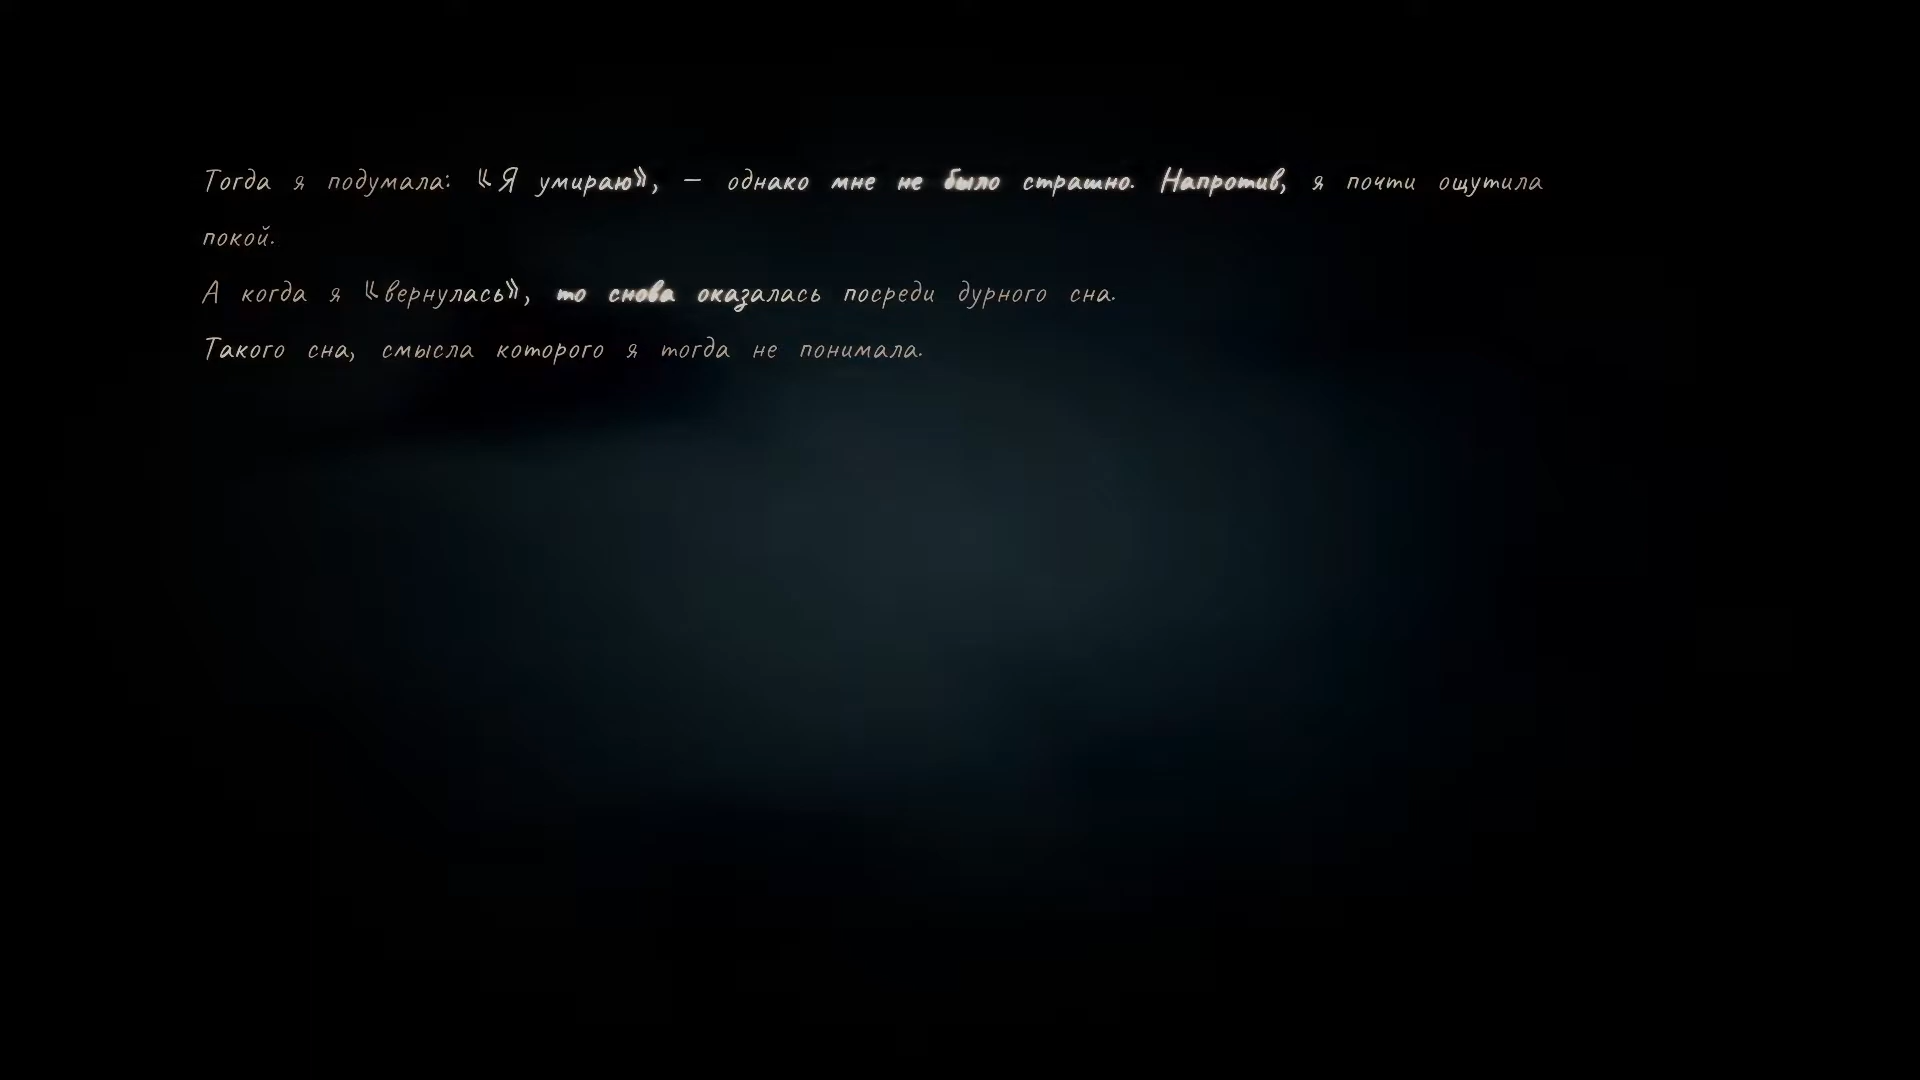 Тогда я подумала: «Я умираю», — однако мне не было страшно. Напротив, я почти ощутила
покой.
А когда я «вернулась», то снова оказалась посреди дурного сна.
Такого сна, смысла которого я тогда не понимала.